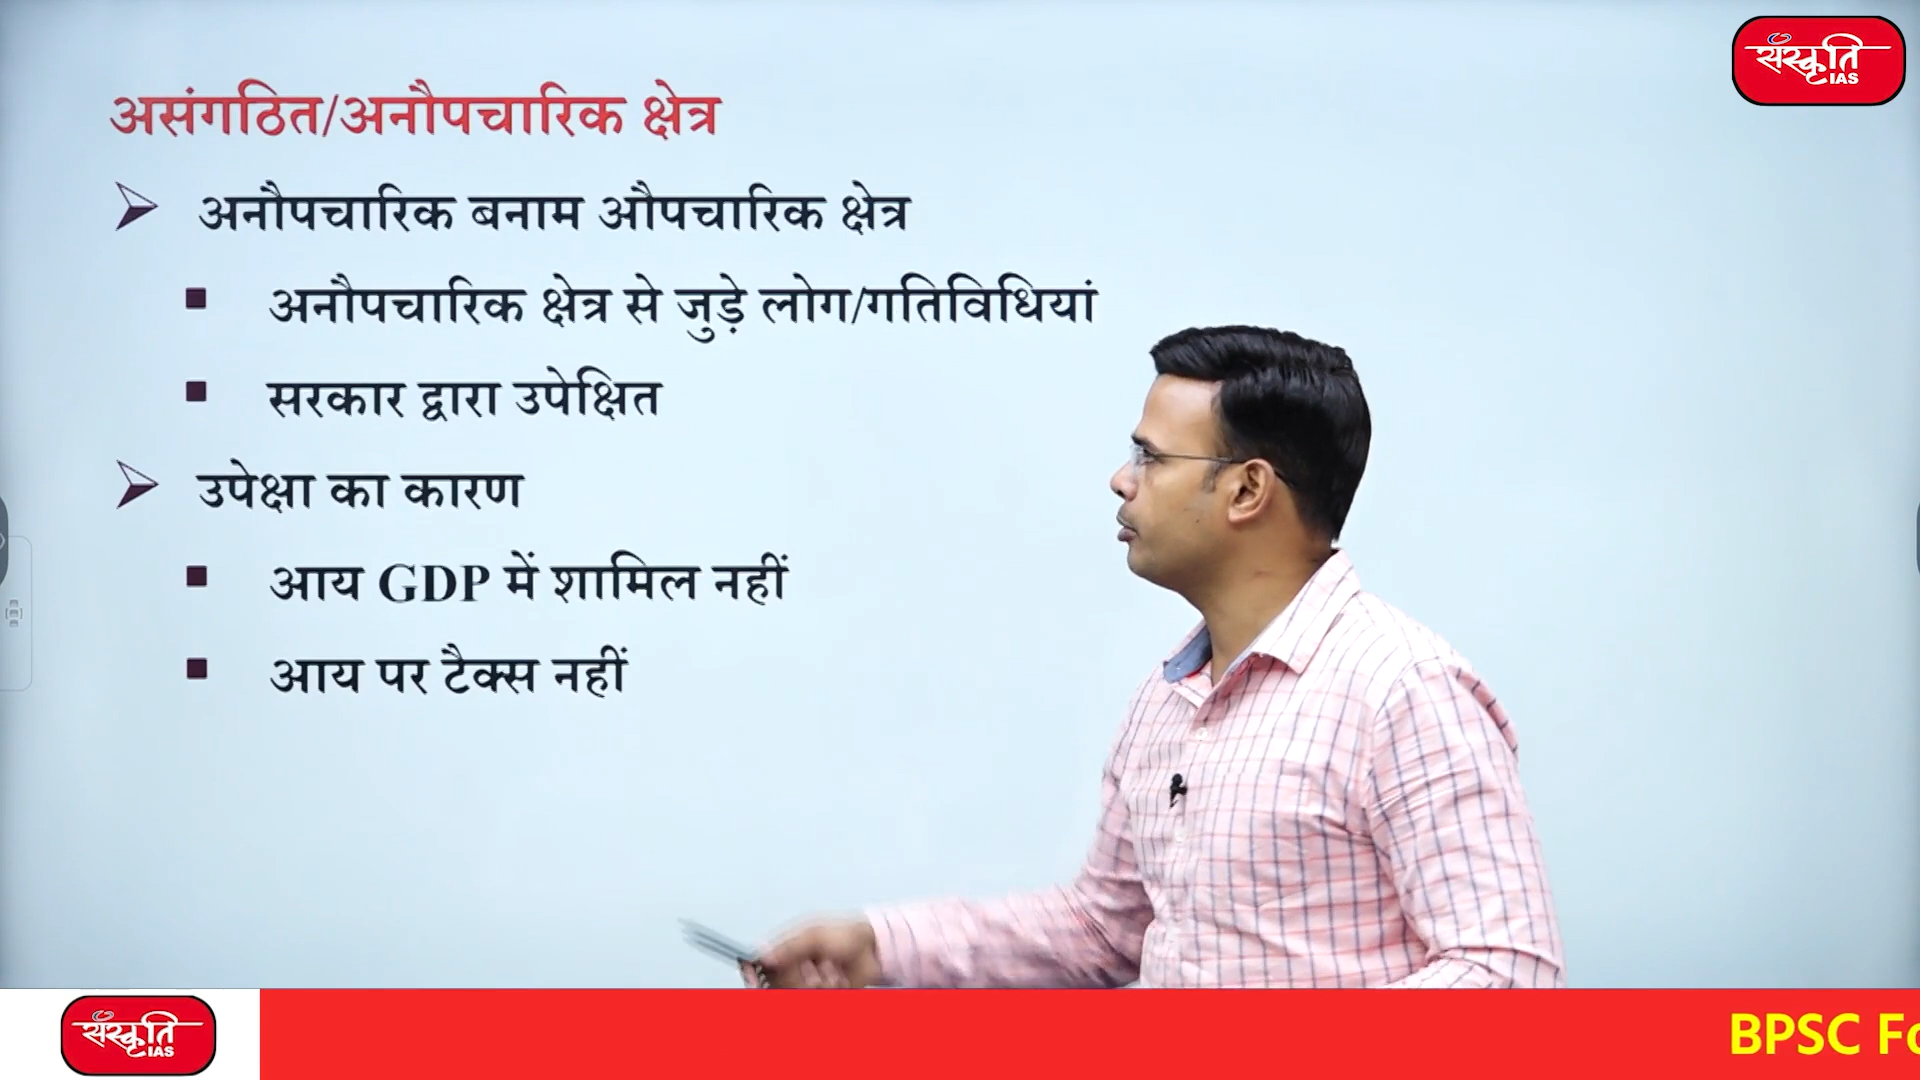 संस्कृति
IAS
असंगठित/अनौपचारिक क्षेत्र
अनौपचारिक बनाम औपचारिक क्षेत्र
अनौपचारिक क्षेत्र से जुड़े लोग/गतिविधियां
सरकार द्वारा उपेक्षित
उपेक्षा का कारण
आय GDP में शामिल नहीं
आय पर टैक्स नहीं
संस्कृति
IAS
BPSC Fo